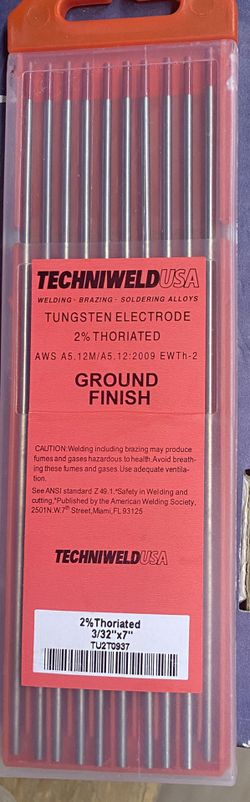 TECHNIWELDUSA
WELDING - BRAZING - SOLDERING ALLOYS
TUNGSTEN ELECTRODE
2% THORIATED
AWS A5.12M/A5.12:2009 EWTh-2
GROUND
FINISH
CAUTION: Welding including brazing may produce
fumes and gases hazardous to health. Avoid breath-
ing these fumes and gases. Use adequate ventila-
tion.
See ANSI standard Z 49.1.*Safety in Welding and
cutting,"Published by the American Welding Society,
2501N.W.7th Street,Miami,FL93125
TECHNIWELDUSA
2%Thoriated
3/32"x7"
TU2T0937